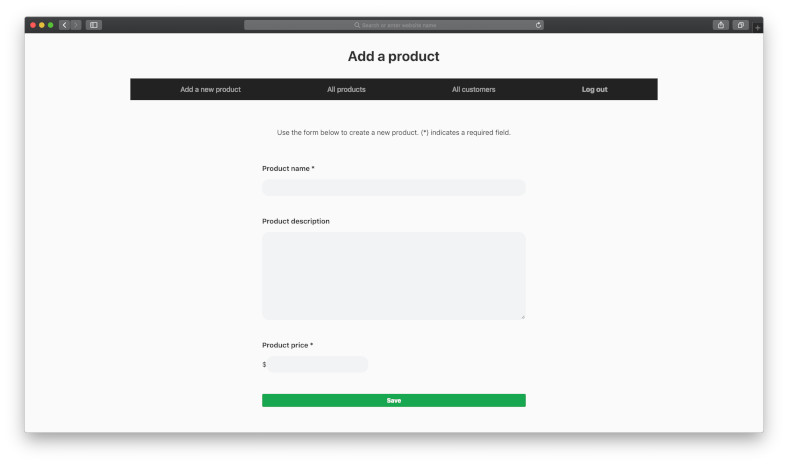 Search or enter website name
Add a product
Add a new product
All products
All customers
Log out
Use the form below to create a new product. (*) indicates a required field.
Product name *
Product description
Product price *
$
Save